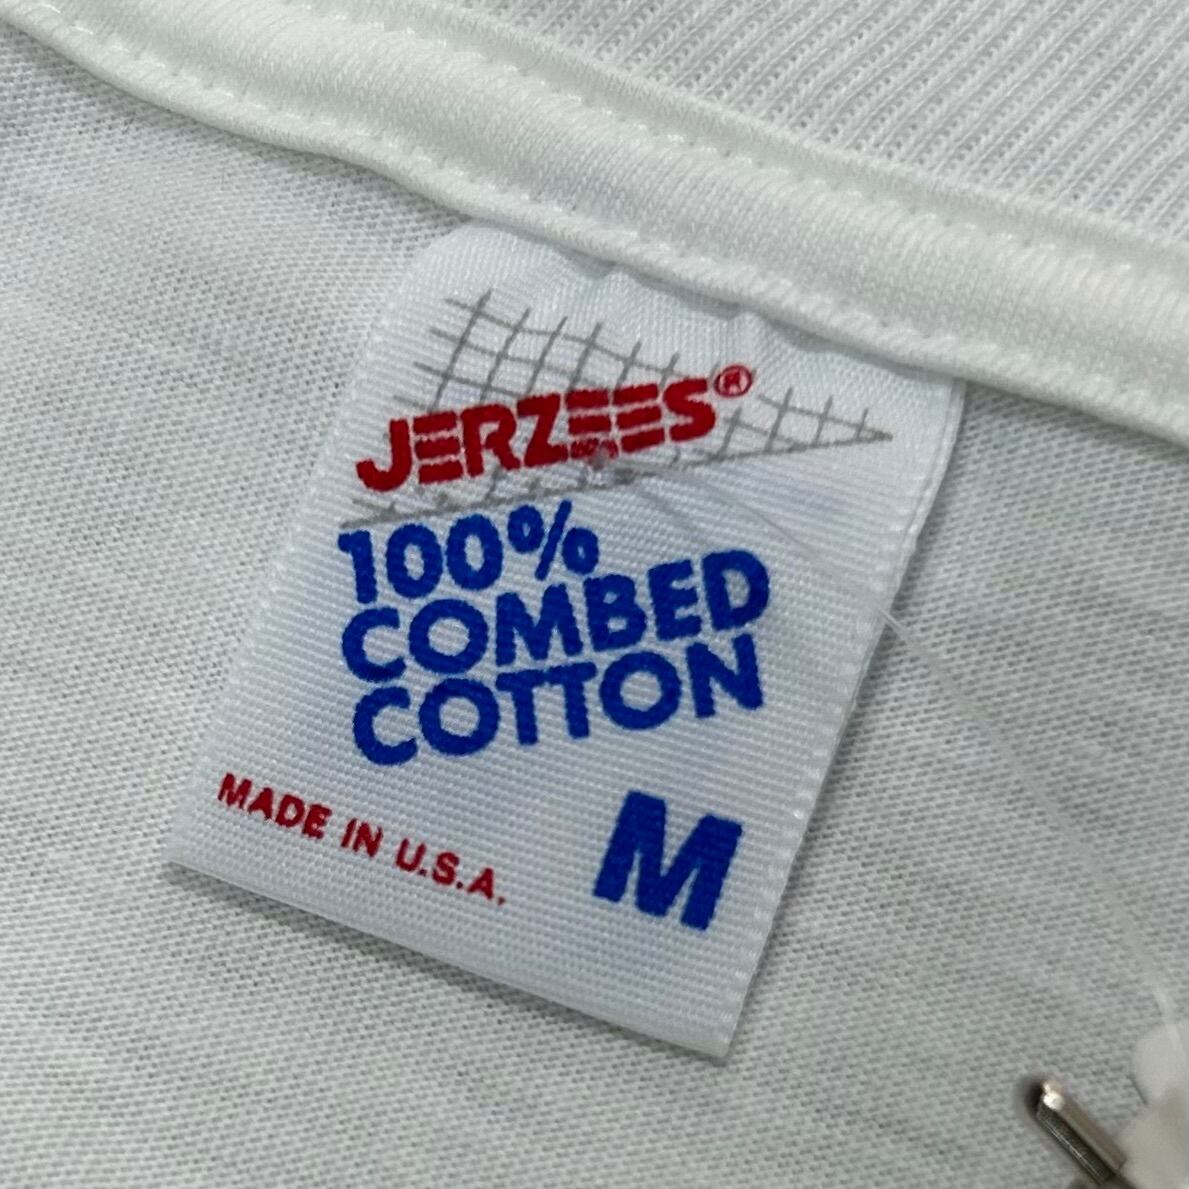 JERZEES®
100%
COMBED
COTTON
MADE IN U.S.A.
M